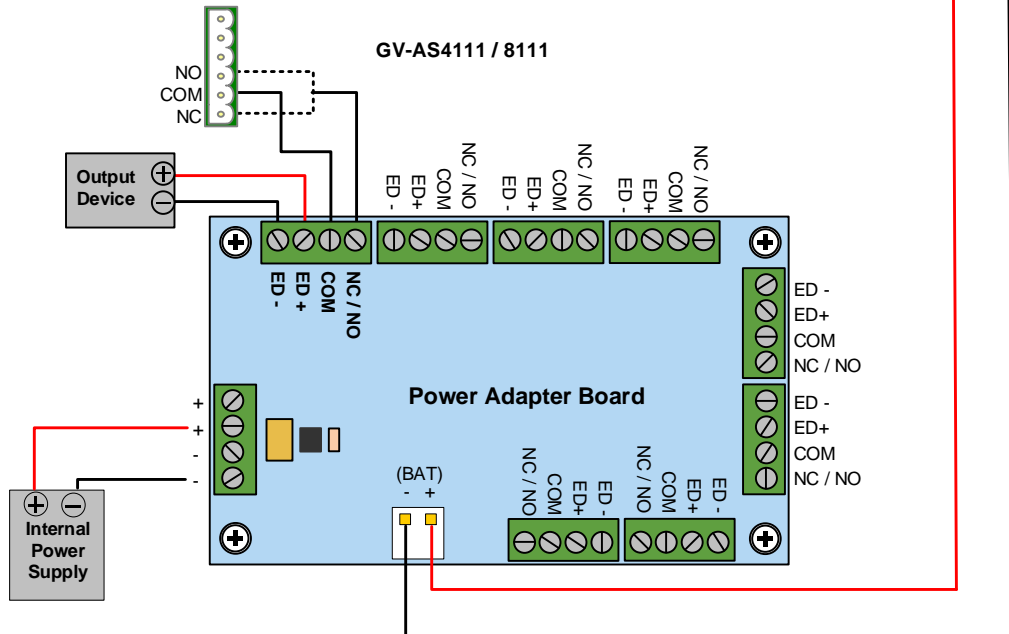 GV-AS4111 / 8111
NO
COM
NC
Output
Device
ED -
ED+
COM
NC / NO
ED -
ED+
COM
NC / NO
ED -
ED+
COM
NC / NO
ED -
ED +
COM
NC / NO
ED -
ED+
COM
NC / NO
Power Adapter Board
ED -
ED+
COM
NC / NO
+
+
-
-
(BAT)
- +
NC / NO
COM
ED+
ED -
NC / NO
COM
ED+
ED -
Internal
Power
Supply